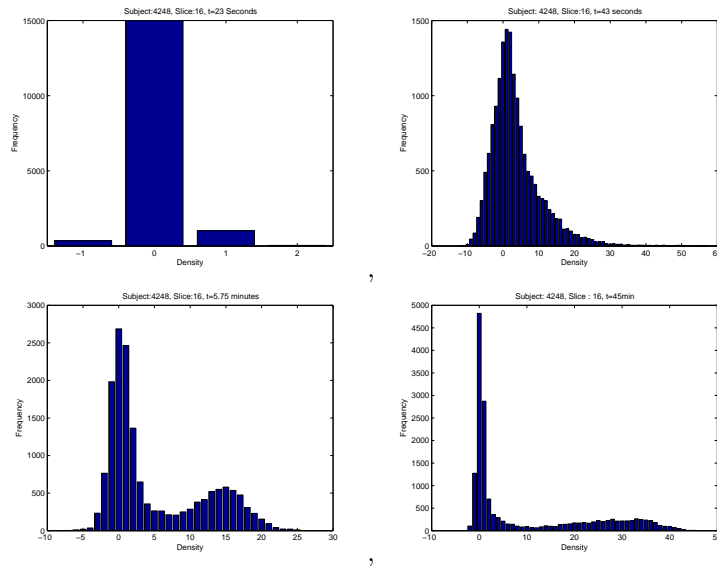 Subject:4248, Slice:16, t=23 Seconds
15000
10000
5000
0
Frequency
−1 0 1 2
Density
Subject: 4248, Slice:16, t=43 seconds
1500
1000
500
0
Frequency
−20 −10 0 10 20 30 40 50 60
Density
,
Subject:4248, Slice:16, t=5.75 minutes
3000
2500
2000
1500
1000
500
0
Frequency
−10 −5 0 5 10 15 20 25 30
Density
Subject: 4248, Slice : 16, t=45min
5000
4500
4000
3500
3000
2500
2000
1500
1000
500
0
Frequency
−10 0 10 20 30 40 50
Density
,